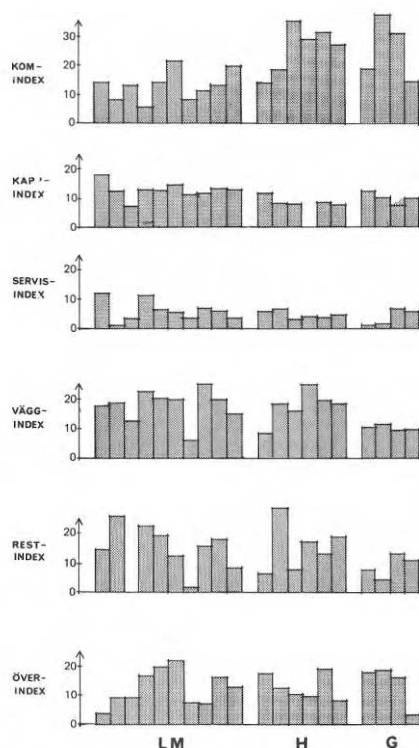 30
KOM- 20
INDEX
10
0
20
KAP '-
INDEX 10
0
20
SERVIS-
INDEX 10
0
20
VÄGG-
INDEX 10
0
20
REST-
INDEX 10
0
20
ÖVER-
INDEX 10
0
LM H G